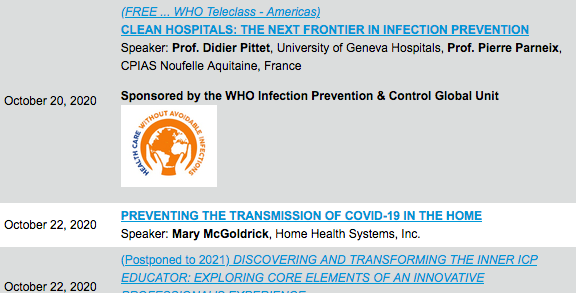 (FREE ... WHO Teleclass - Americas)
CLEAN HOSPITALS: THE NEXT FRONTIER IN INFECTION PREVENTION
Speaker: Prof. Didier Pittet, University of Geneva Hospitals, Prof. Pierre Parneix,
CPIAS Noufelle Aquitaine, France
October 20, 2020
Sponsored by the WHO Infection Prevention & Control Global Unit
HEALTH CARE WITHOUT AVOIDABLE INFECTIONS
PREVENTING THE TRANSMISSION OF COVID-19 IN THE HOME
October 22, 2020
Speaker: Mary McGoldrick, Home Health Systems, Inc.
(Postponed to 2021) DISCOVERING AND TRANSFORMING THE INNER ICP
EDUCATOR: EXPLORING CORE ELEMENTS OF AN INNOVATIVE
October 22, 2020
PROFESSIONAL'S EXPERIENCE